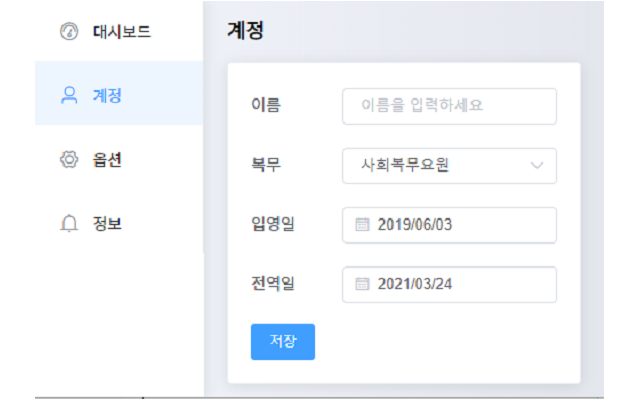 대시보드
계정
옵션
정보
계정
이름 이름을 입력하세요
복무 사회복무요원
입영일 2019/06/03
전역일 2021/03/24
저장